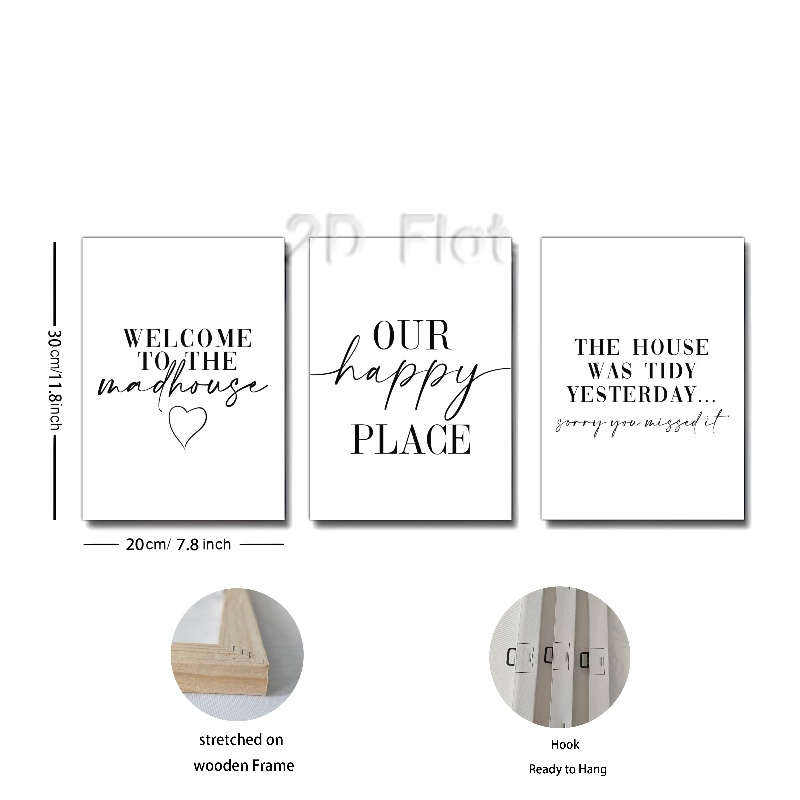 2D Flat
WELCOME
TO THE
madhouse
OUR
happy
PLACE
THE HOUSE
WAS TIDY
YESTERDAY...
sorry you missed it
30cm/11.8inch
20cm/ 7.8 inch
stretched on
wooden Frame
Hook
Ready to Hang